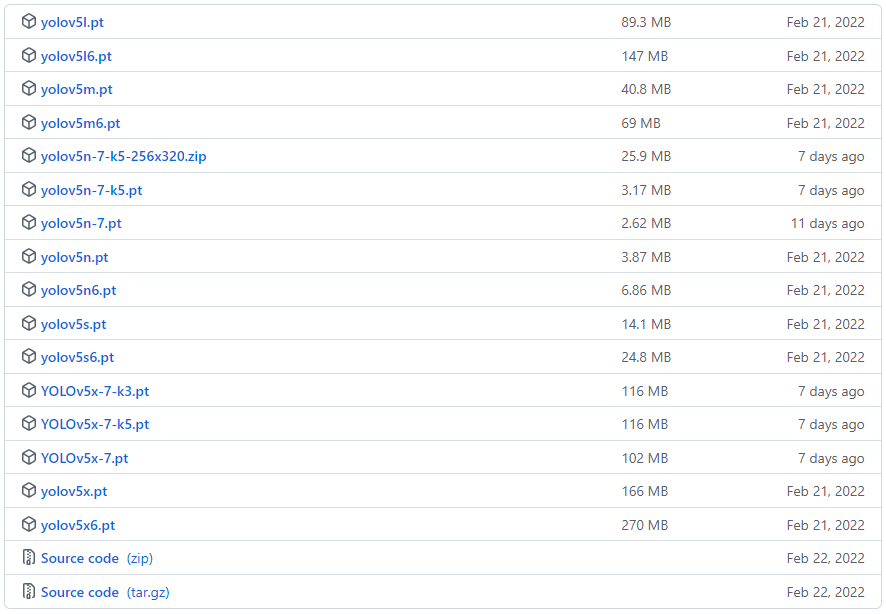 yolov5l.pt 89.3 MB Feb 21, 2022
yolov5l6.pt 147 MB Feb 21, 2022
yolov5m.pt 40.8 MB Feb 21, 2022
yolov5m6.pt 69 MB Feb 21, 2022
yolov5n-7-k5-256x320.zip 25.9 MB 7 days ago
yolov5n-7-k5.pt 3.17 MB 7 days ago
yolov5n-7.pt 2.62 MB 11 days ago
yolov5n.pt 3.87 MB Feb 21, 2022
yolov5n6.pt 6.86 MB Feb 21, 2022
yolov5s.pt 14.1 MB Feb 21, 2022
yolov5s6.pt 24.8 MB Feb 21, 2022
YOLOv5x-7-k3.pt 116 MB 7 days ago
YOLOv5x-7-k5.pt 116 MB 7 days ago
YOLOv5x-7.pt 102 MB 7 days ago
yolov5x.pt 166 MB Feb 21, 2022
yolov5x6.pt 270 MB Feb 21, 2022
Source code (zip) Feb 22, 2022
Source code (tar.gz) Feb 22, 2022